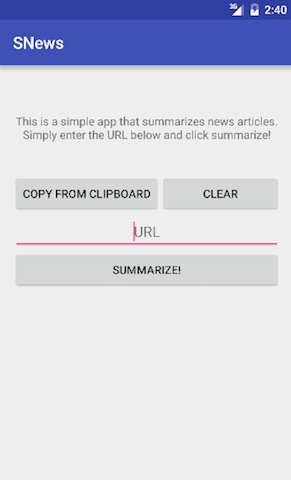 3G 2:40
SNews
This is a simple app that summarizes news articles.
Simply enter the URL below and click summarize!
COPY FROM CLIPBOARD CLEAR
URL
SUMMARIZE!